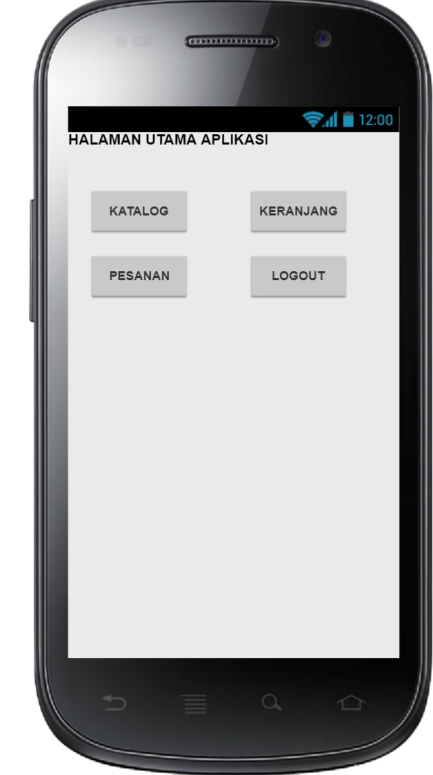 12:00
HALAMAN UTAMA APLIKASI
KATALOG
KERANJANG
PESANAN
LOGOUT